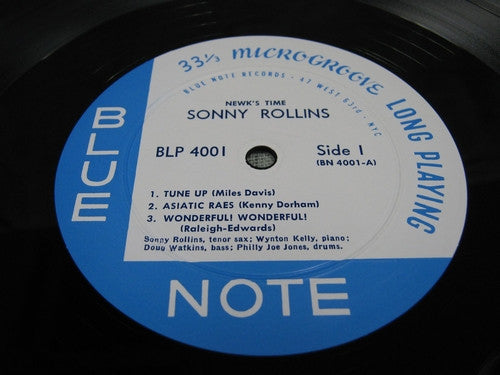 33 1/3 MICROGROOVE LONG PLAYING
BLUE NOTE RECORDS · 47 WEST 63rd · NYC
NEWK'S TIME
SONNY ROLLINS
BLP 4001
Side 1
(BN 4001-A)
1. TUNE UP (Miles Davis)
2. ASIATIC RAES (Kenny Dorham)
3. WONDERFUL! WONDERFUL!
(Raleigh-Edwards)
Sonny Rollins, tenor sax; Wynton Kelly, piano;
Doug Watkins, bass; Philly Joe Jones, drums.
BLUE
NOTE